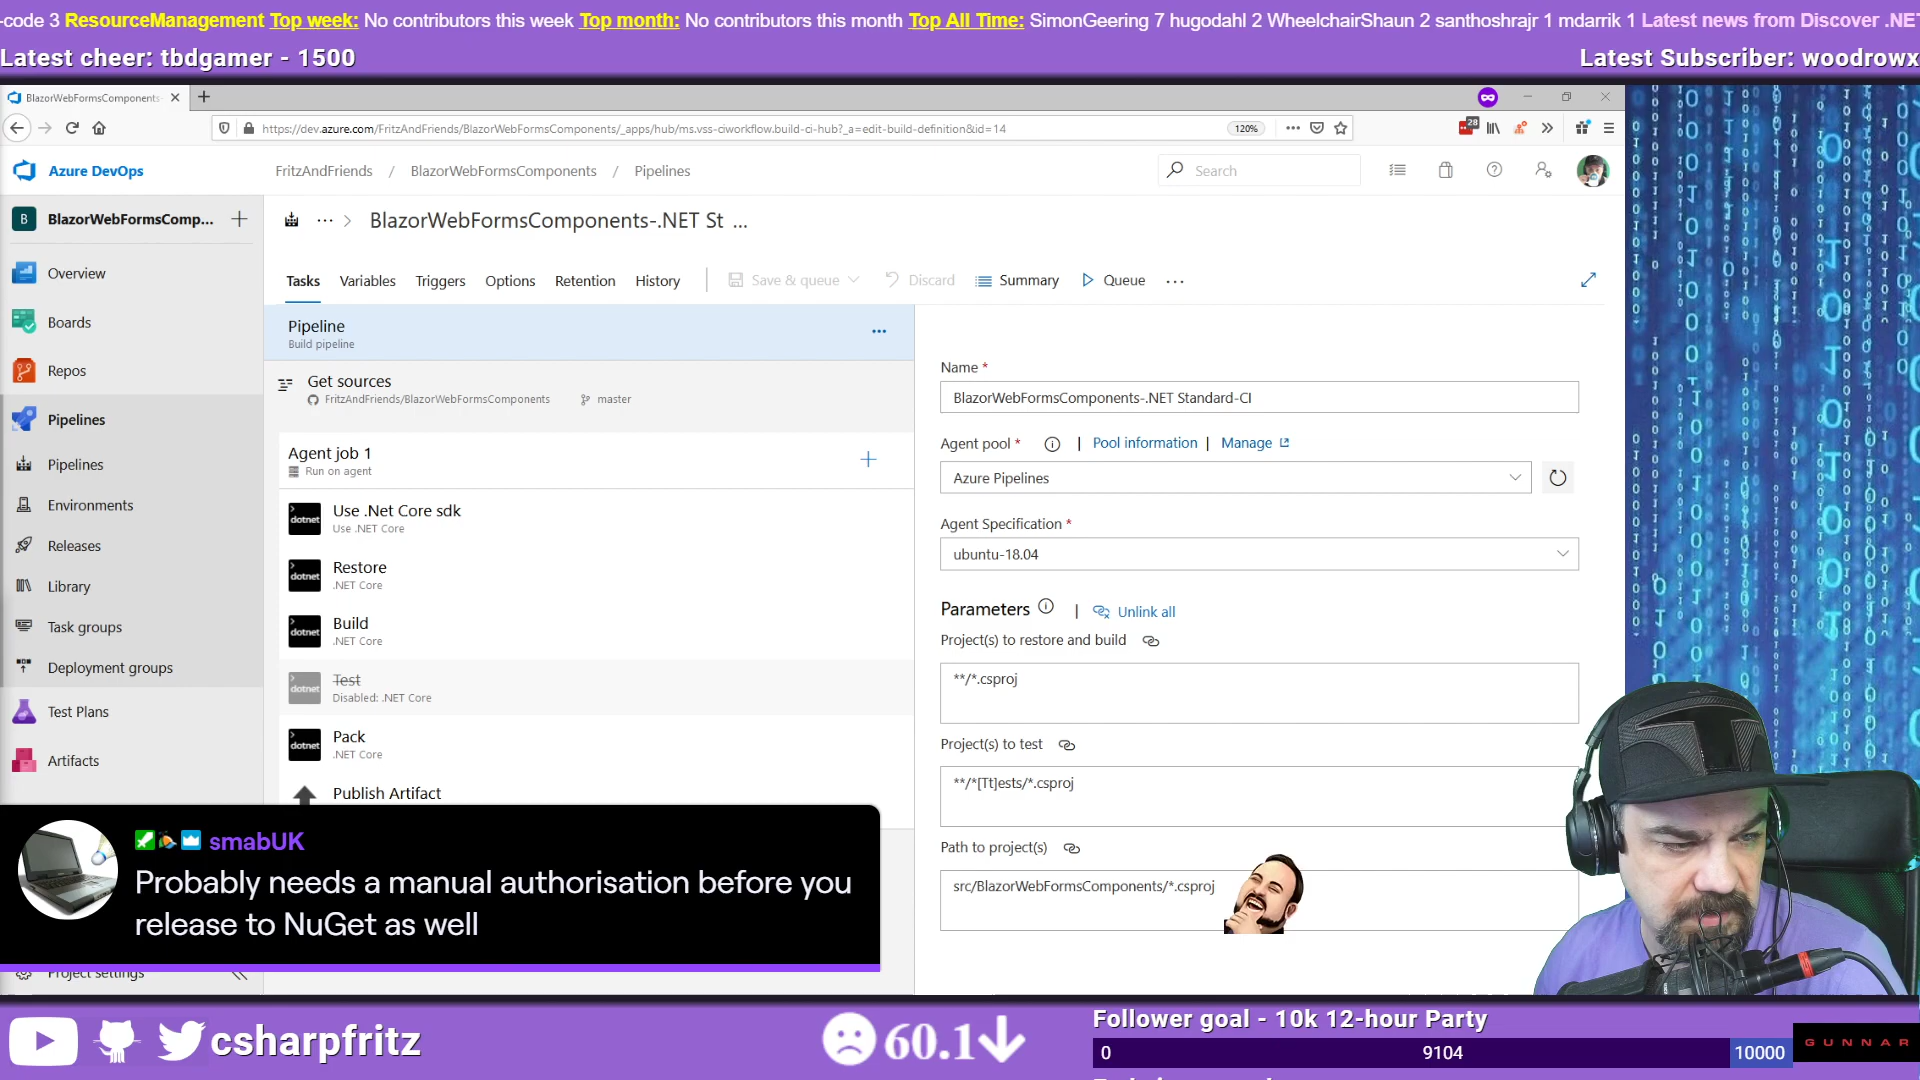 -code 3 ResourceManagement Top week: No contributors this week Top month: No contributors this month Top All Time: SimonGeering 7 hugodahl 2 WheelchairShaun 2 santhoshrajr 1 mdarrik 1 Latest news from Discover .NET
Latest cheer: tbdgamer - 1500
Latest Subscriber: woodrowx
BlazorWebFormsComponents-
https://dev.azure.com/FritzAndFriends/BlazorWebFormsComponents/_apps/hub/ms.vss-ciworkflow.build-ci-hub?_a=edit-build-definition&id=14
120%
28
Azure DevOps
FritzAndFriends / BlazorWebFormsComponents / Pipelines
Search
B BlazorWebFormsComp...
BlazorWebFormsComponents-.NET St ...
Overview
Boards
Repos
Pipelines
Pipelines
Environments
Releases
Library
Task groups
Deployment groups
Test Plans
Artifacts
Project settings
Tasks Variables Triggers Options Retention History | Save & queue Discard Summary Queue ...
Pipeline
Build pipeline
Get sources
FritzAndFriends/BlazorWebFormsComponents master
Agent job 1
Run on agent
dotnet Use .Net Core sdk
Use .NET Core
dotnet Restore
.NET Core
dotnet Build
.NET Core
dotnet Test
Disabled: .NET Core
dotnet Pack
.NET Core
Publish Artifact
Name *
BlazorWebFormsComponents-.NET Standard-CI
Agent pool * | Pool information | Manage
Azure Pipelines
Agent Specification *
ubuntu-18.04
Parameters | Unlink all
Project(s) to restore and build
**/*.csproj
Project(s) to test
**/*[Tt]ests/*.csproj
Path to project(s)
src/BlazorWebFormsComponents/*.csproj
smabUK
Probably needs a manual authorisation before you
release to NuGet as well
csharpfritz
60.1
Follower goal - 10k 12-hour Party
0 9104 10000
GUNNAR